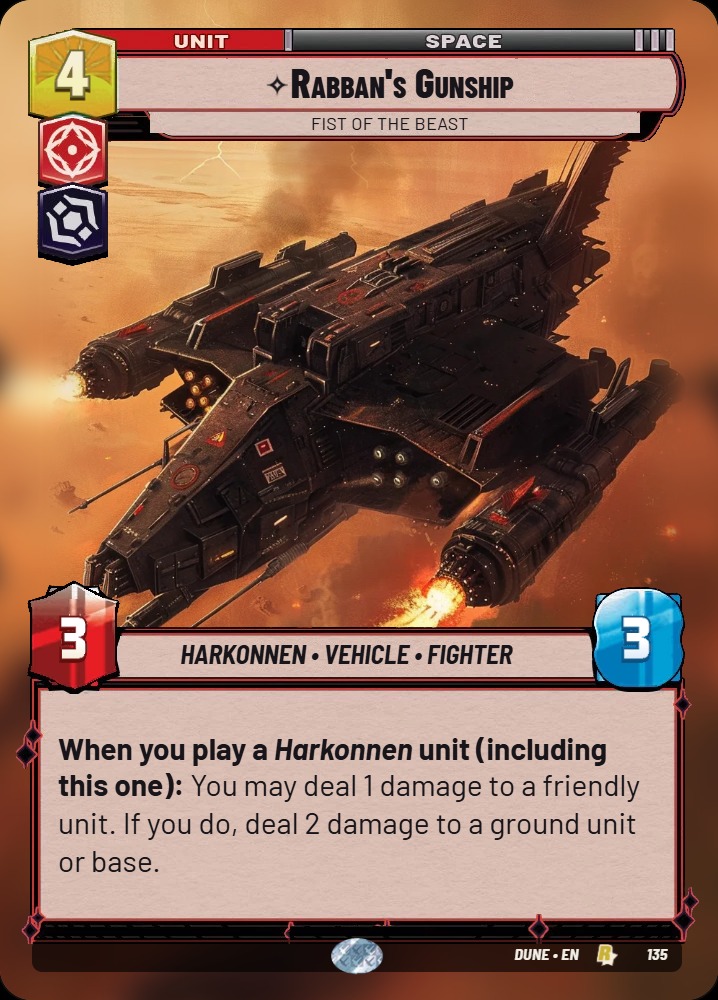 UNIT
SPACE
4
✧RABBAN'S GUNSHIP
FIST OF THE BEAST
3
HARKONNEN • VEHICLE • FIGHTER
3
When you play a Harkonnen unit (including
this one): You may deal 1 damage to a friendly
unit. If you do, deal 2 damage to a ground unit
or base.
DUNE • EN
R
135